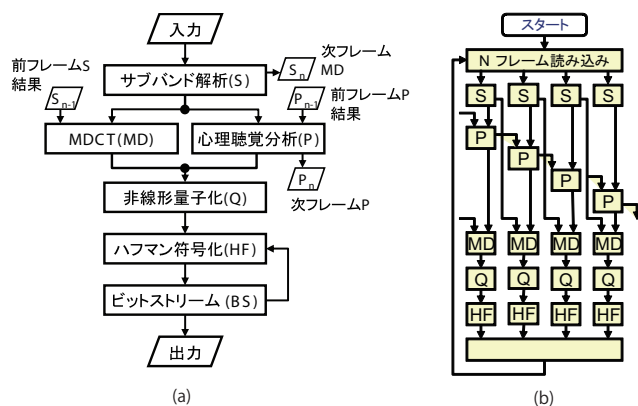 入力
サブバンド解析(S)
Sn
次フレーム
MD
前フレームS
結果
Sn-1
Pn-1
前フレームP
結果
MDCT(MD)
心理聴覚分析(P)
Pn
次フレームP
非線形量子化(Q)
ハフマン符号化(HF)
ビットストリーム(BS)
出力
(a)
スタート
N フレーム読み込み
S S S S
P
P
P
P
MD MD MD MD
Q Q Q Q
HF HF HF HF
(b)